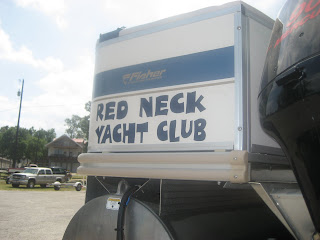 Fisher
RED NECK
YACHT CLUB